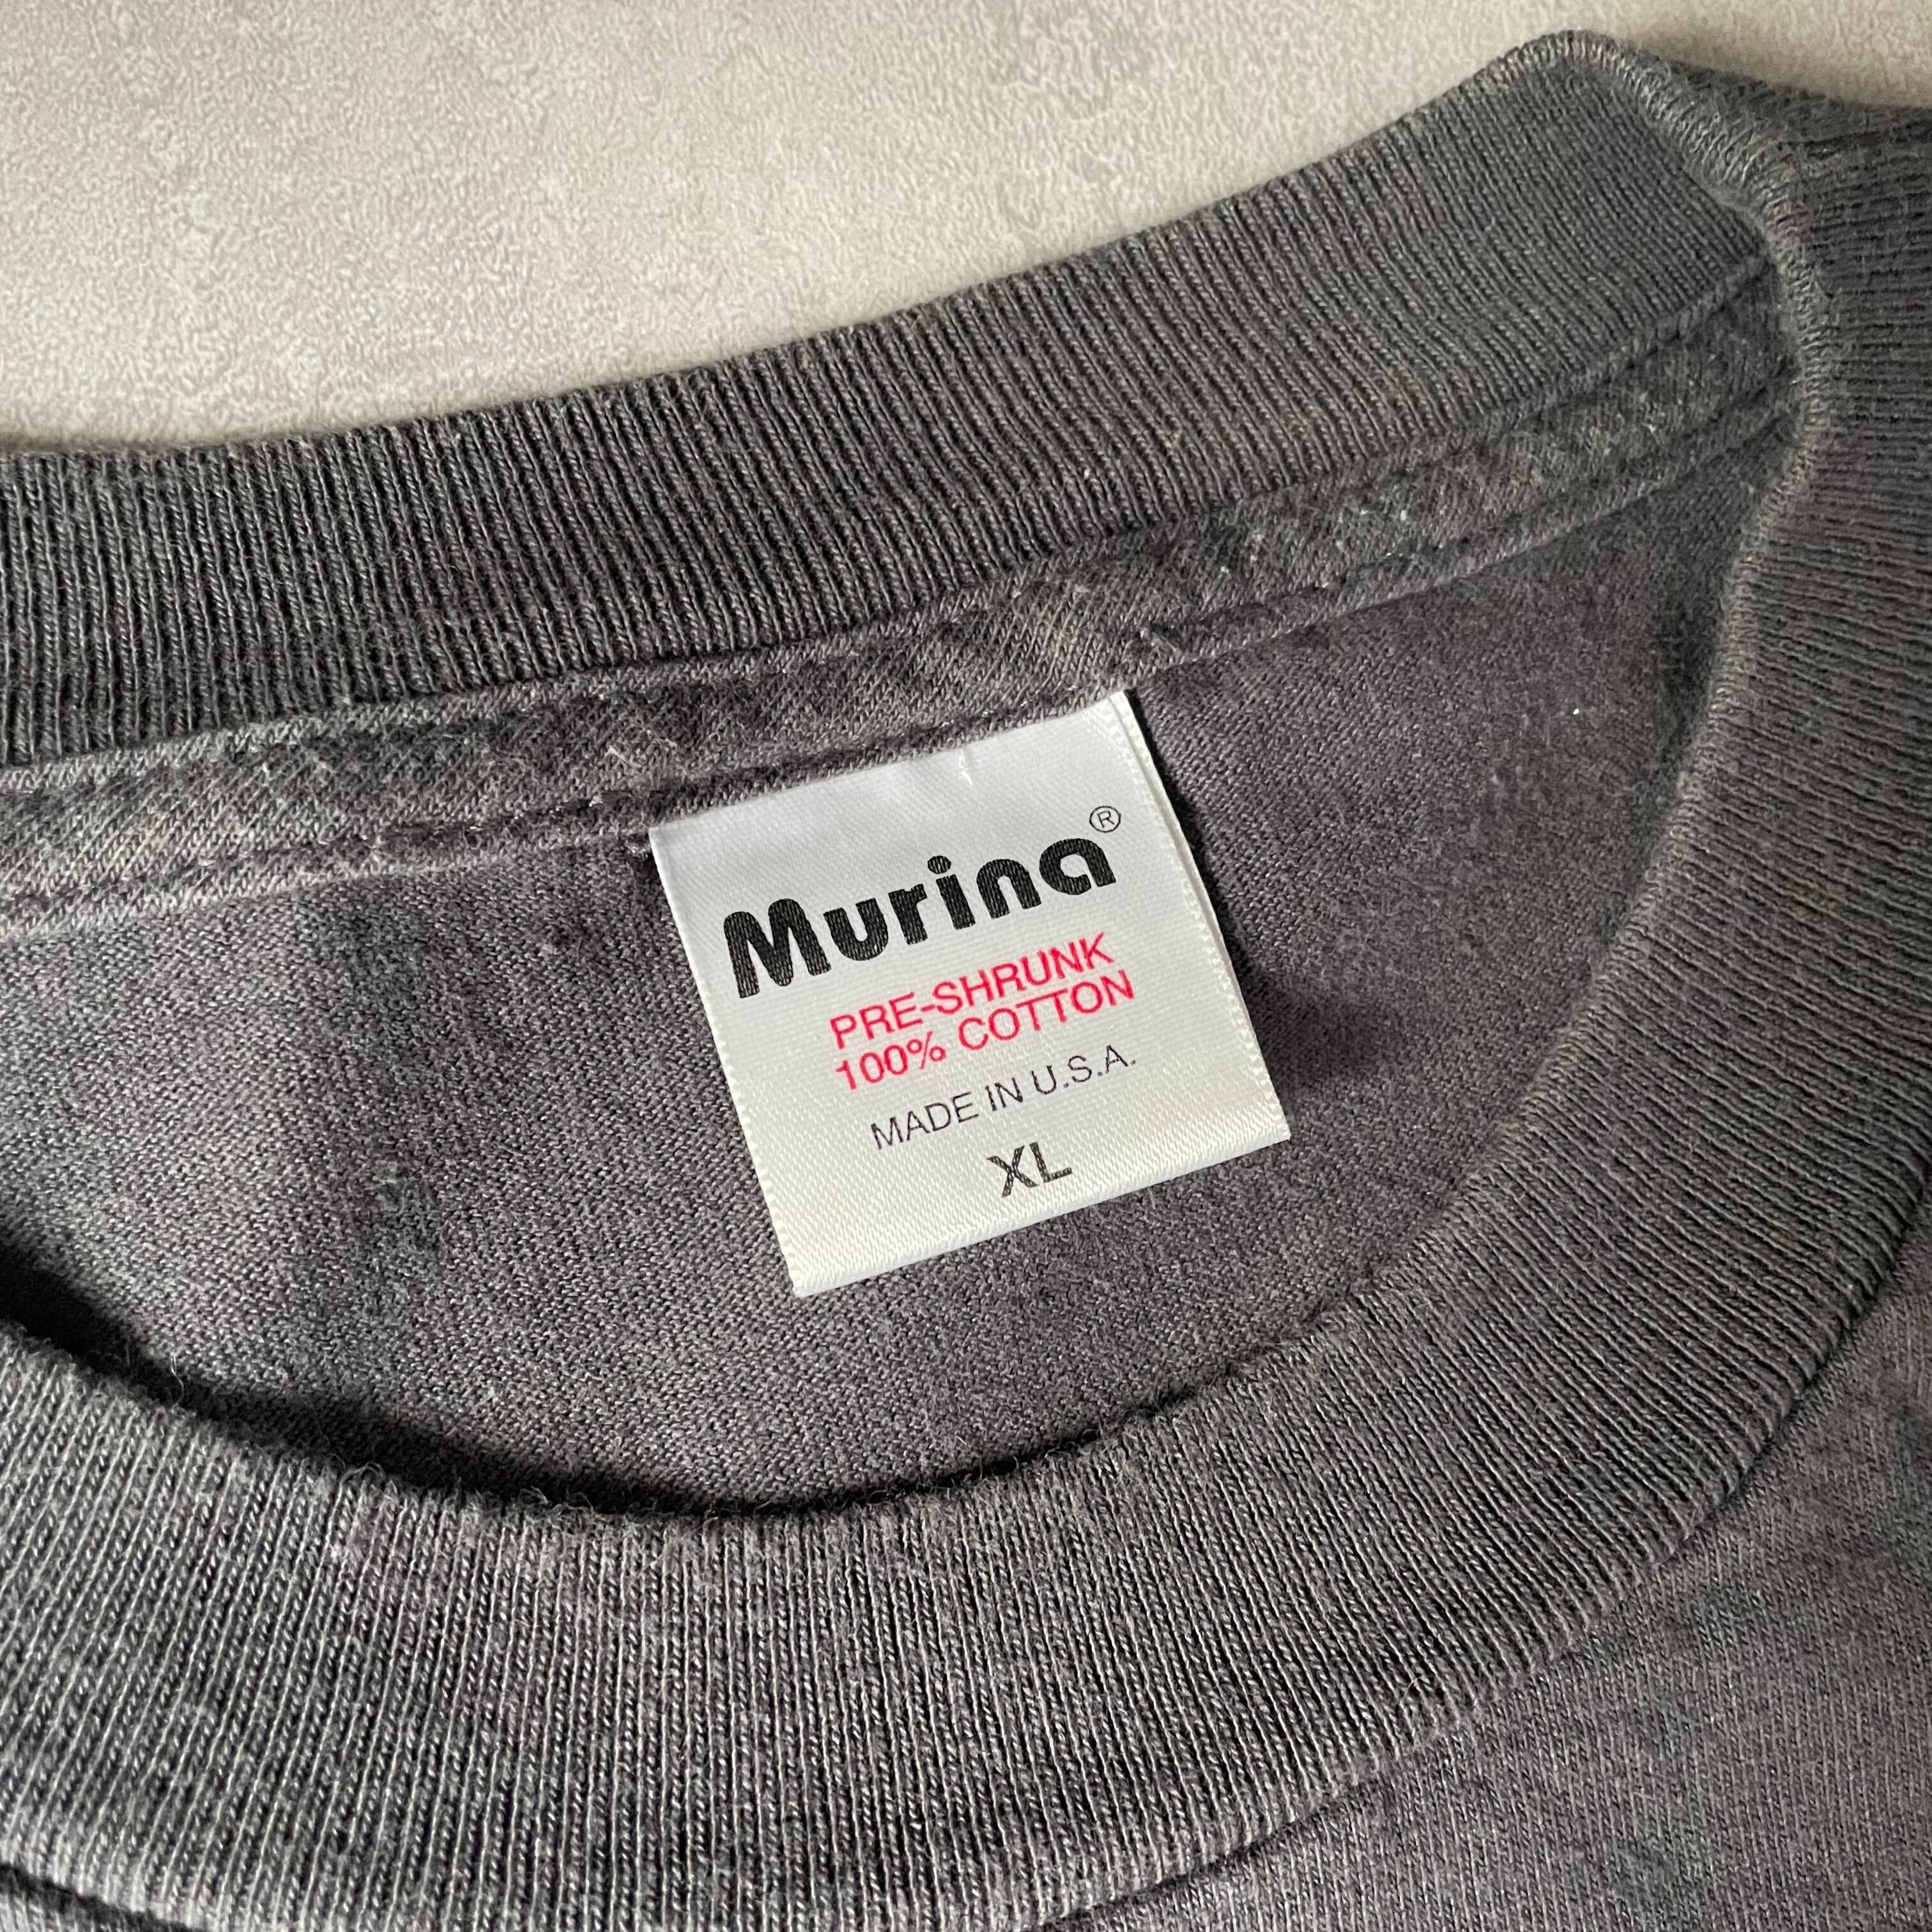 Murina®
PRE-SHRUNK
100% COTTON
MADE IN U.S.A.
XL